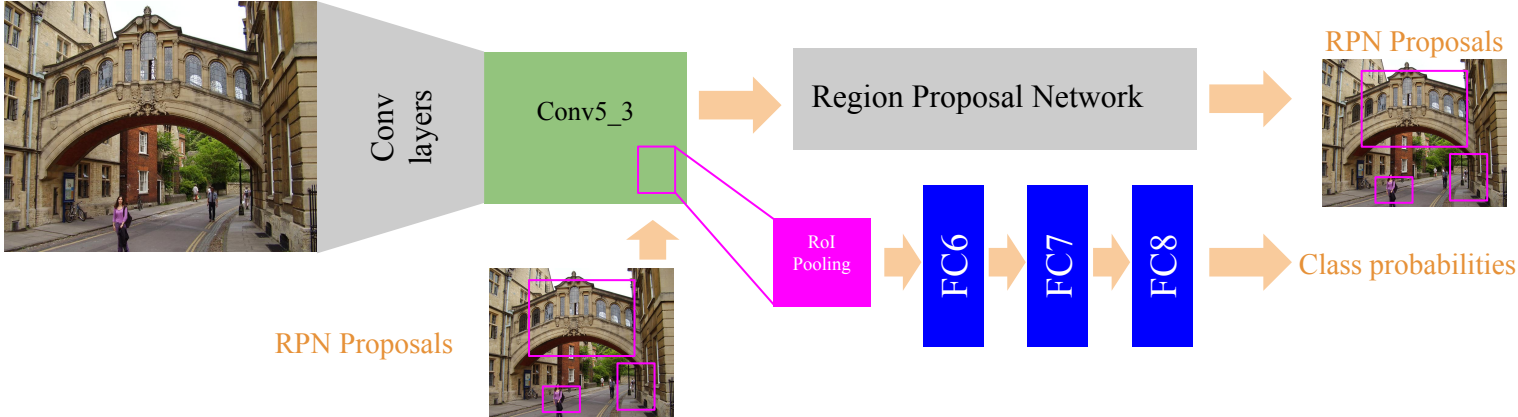 RPN Proposals
Conv
layers
Conv5_3
Region Proposal Network
RoI
Pooling
FC6
FC7
FC8
Class probabilities
RPN Proposals